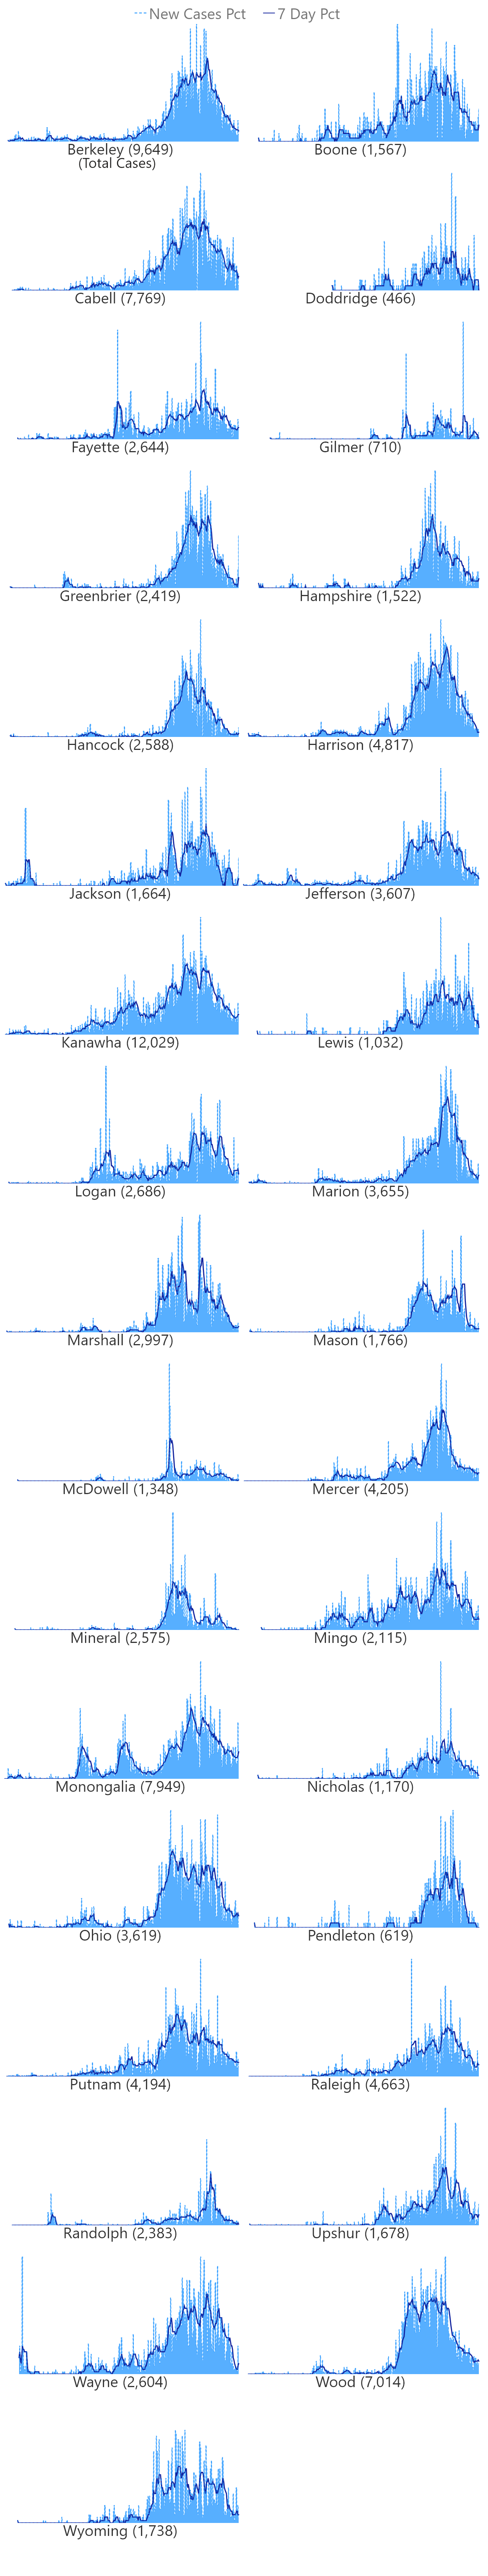 New Cases Pct 7 Day Pct
Berkeley (9,649) Boone (1,567)
(Total Cases)
Cabell (7,769) Doddridge (466)
Fayette (2,644) Gilmer (710)
Greenbrier (2,419) Hampshire (1,522)
Hancock (2,588) Harrison (4,817)
Jackson (1,664) Jefferson (3,607)
Kanawha (12,029) Lewis (1,032)
Logan (2,686) Marion (3,655)
Marshall (2,997) Mason (1,766)
McDowell (1,348) Mercer (4,205)
Mineral (2,575) Mingo (2,115)
Monongalia (7,949) Nicholas (1,170)
Ohio (3,619) Pendleton (619)
Putnam (4,194) Raleigh (4,663)
Randolph (2,383) Upshur (1,678)
Wayne (2,604) Wood (7,014)
Wyoming (1,738)